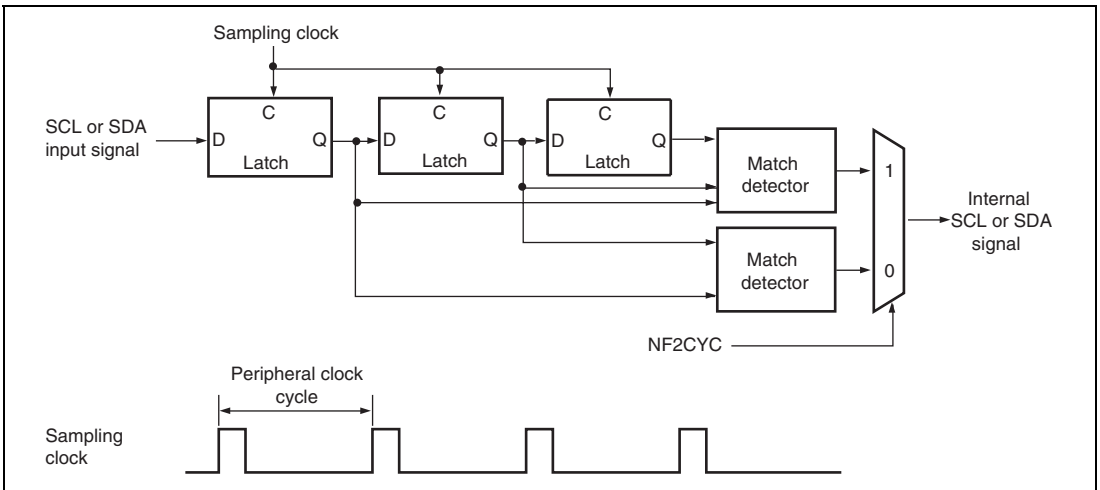 Sampling clock
C
C
C
SCL or SDA
input signal
D
Q
D
Q
D
Q
Latch
Latch
Latch
Match
detector
1
Internal
SCL or SDA
signal
Match
detector
0
NF2CYC
Peripheral clock
cycle
Sampling
clock